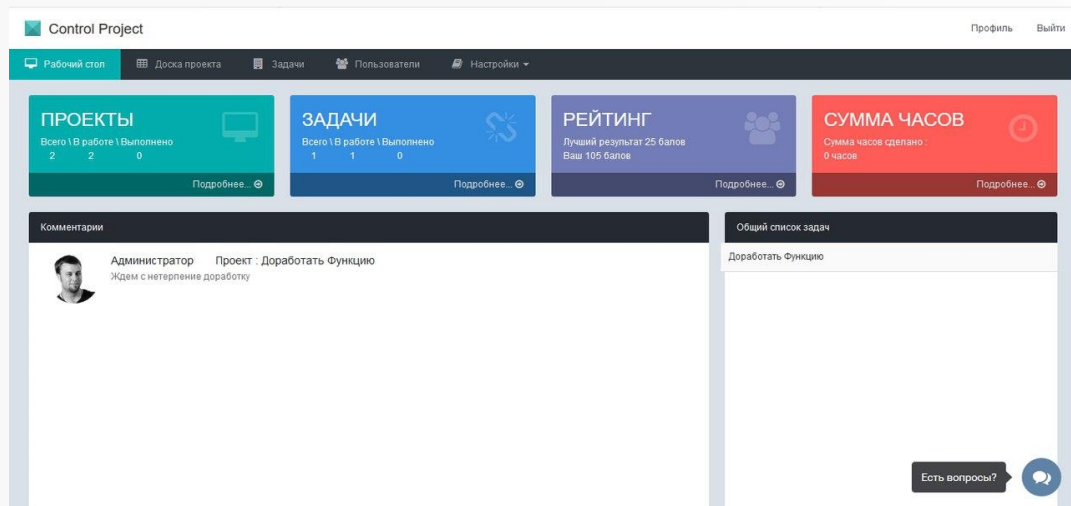 Control Project
Профиль Выйти
Рабочий стол Доска проекта Задачи Пользователи Настройки
ПРОЕКТЫ
Всего \ В работе \ Выполнено
2 2 0
Подробнее...
ЗАДАЧИ
Всего \ В работе \ Выполнено
1 1 0
Подробнее...
РЕЙТИНГ
Лучший результат 25 балов
Ваш 105 балов
Подробнее...
СУММА ЧАСОВ
Сумма часов сделано :
0 часов
Подробнее...
Комментарии
Администратор Проект : Доработать Функцию
Ждем с нетерпение доработку
Общий список задач
Доработать Функцию
Есть вопросы?